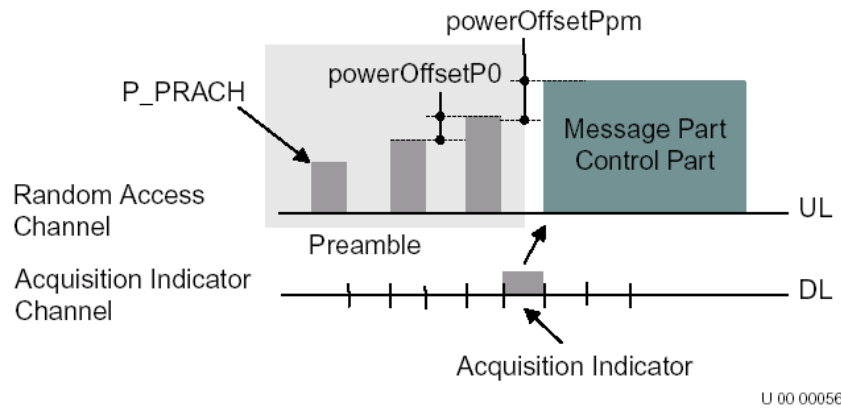 powerOffsetPpm
powerOffsetP0
P_PRACH
Message Part
Control Part
Random Access
Channel
UL
Preamble
Acquisition Indicator
Channel
DL
Acquisition Indicator
U 00 00056